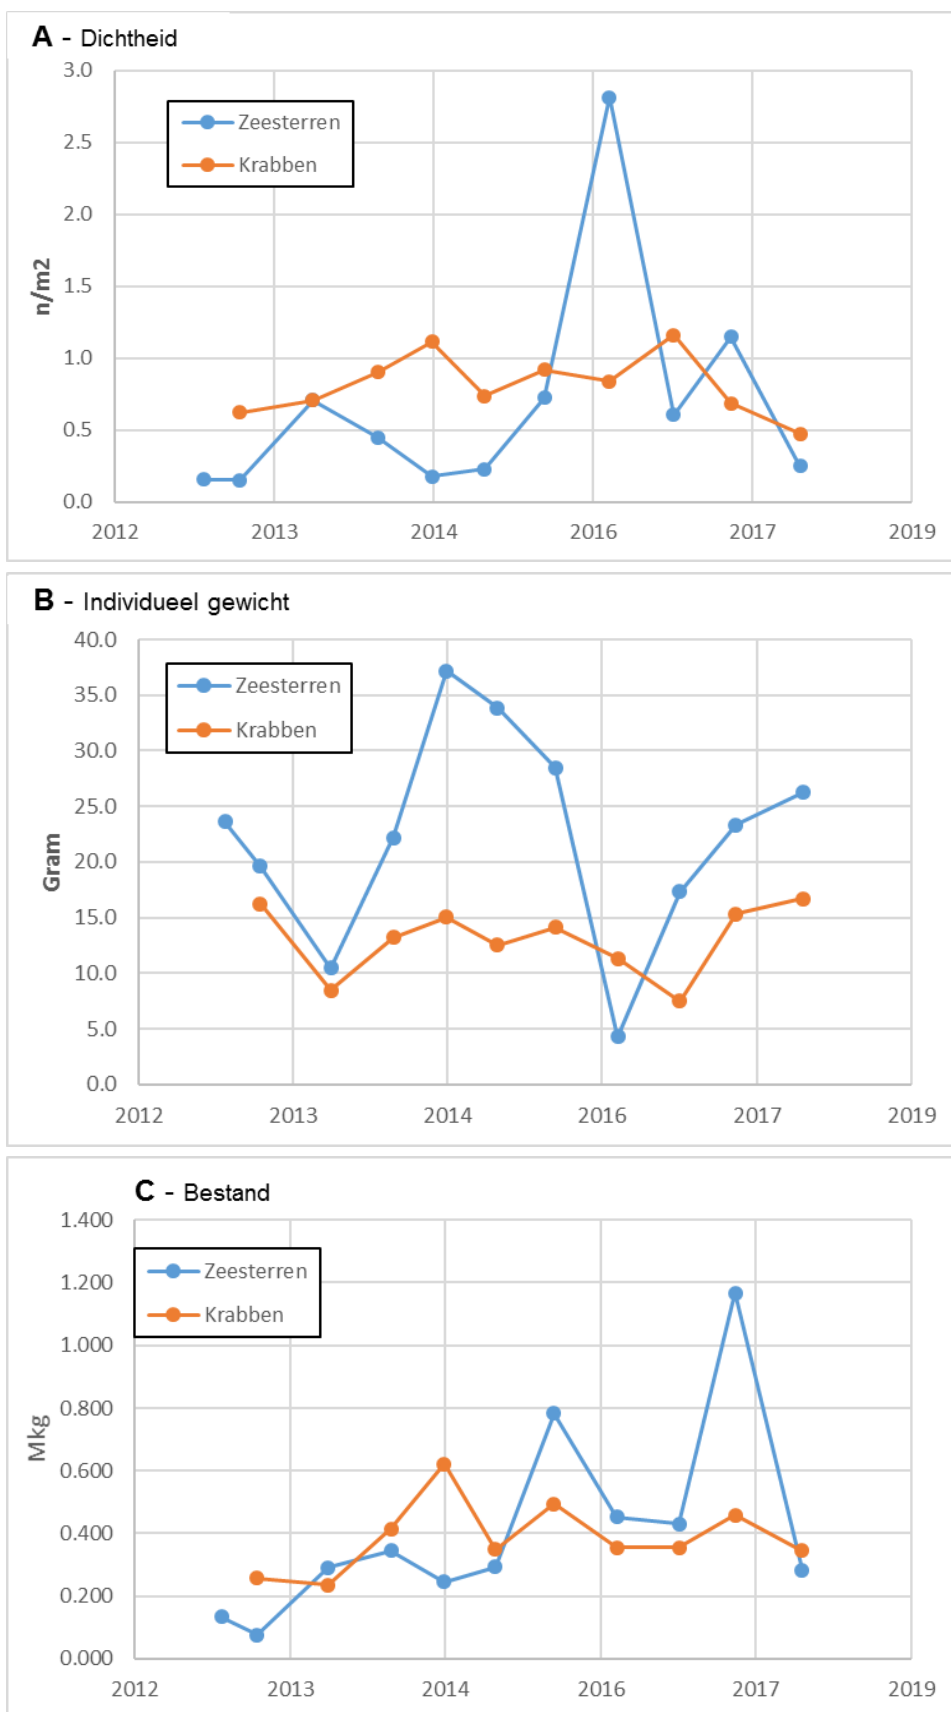 A - Dichtheid
3.0
2.5
2.0
1.5
1.0
0.5
0.0
n/m2
Zeesterren
Krabben
2012 2013 2014 2016 2017 2019
B - Individueel gewicht
40.0
35.0
30.0
25.0
20.0
15.0
10.0
5.0
0.0
Gram
Zeesterren
Krabben
2012 2013 2014 2016 2017 2019
C - Bestand
1.400
1.200
1.000
0.800
0.600
0.400
0.200
0.000
Mkg
Zeesterren
Krabben
2012 2013 2014 2016 2017 2019